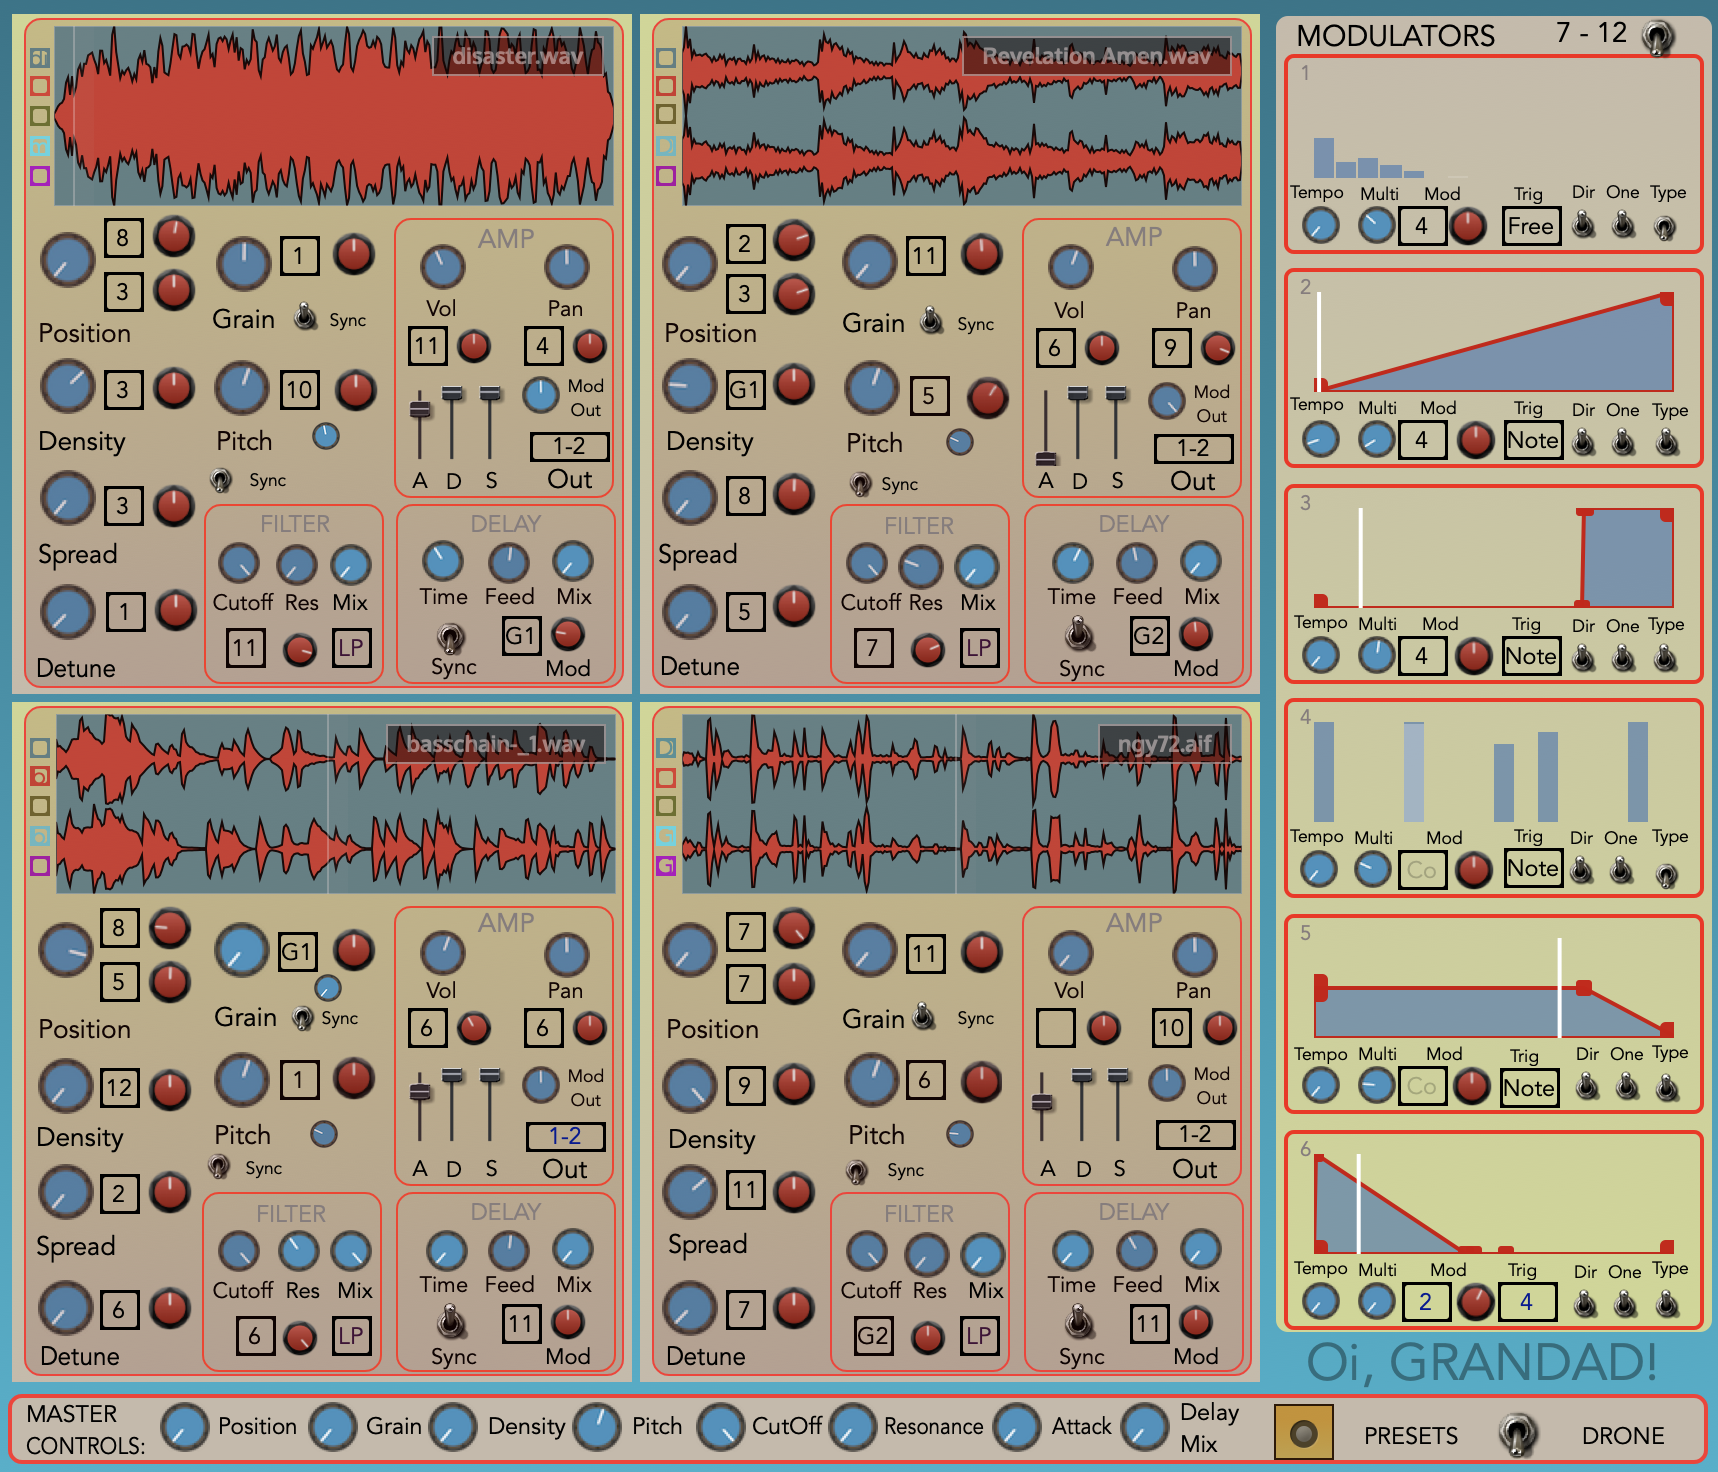 disaster.wav
8
3
Position
1
Grain
Sync
3
Density
10
Pitch
Sync
3
Spread
1
Detune
AMP
Vol
Pan
11
4
Mod
Out
1-2
A D S Out
FILTER
Cutoff Res Mix
11
LP
DELAY
Time Feed Mix
Sync
G1
Mod
Revelation Amen.wav
2
3
Position
11
Grain
Sync
G1
Density
5
Pitch
Sync
8
Spread
5
Detune
AMP
Vol
Pan
6
9
Mod
Out
1-2
A D S Out
FILTER
Cutoff Res Mix
7
LP
DELAY
Time Feed Mix
Sync
G2
Mod
basschain-_1.wav
8
5
Position
G1
Grain
Sync
12
Density
1
Pitch
Sync
2
Spread
6
Detune
AMP
Vol
Pan
6
6
Mod
Out
1-2
A D S Out
FILTER
Cutoff Res Mix
6
LP
DELAY
Time Feed Mix
Sync
11
Mod
ngy72.aif
7
7
Position
11
Grain
Sync
9
Density
6
Pitch
Sync
11
Spread
7
Detune
AMP
Vol
Pan
10
Mod
Out
1-2
A D S Out
FILTER
Cutoff Res Mix
G2
LP
DELAY
Time Feed Mix
Sync
11
Mod
MODULATORS 7 - 12
1
Tempo Multi Mod Trig Dir One Type
4 Free
2
Tempo Multi Mod Trig Dir One Type
4 Note
3
Tempo Multi Mod Trig Dir One Type
4 Note
4
Tempo Multi Mod Trig Dir One Type
Co Note
5
Tempo Multi Mod Trig Dir One Type
Co Note
6
Tempo Multi Mod Trig Dir One Type
2 4
Oi, GRANDAD!
MASTER
CONTROLS:
Position Grain Density Pitch CutOff Resonance Attack Delay
Mix
PRESETS DRONE